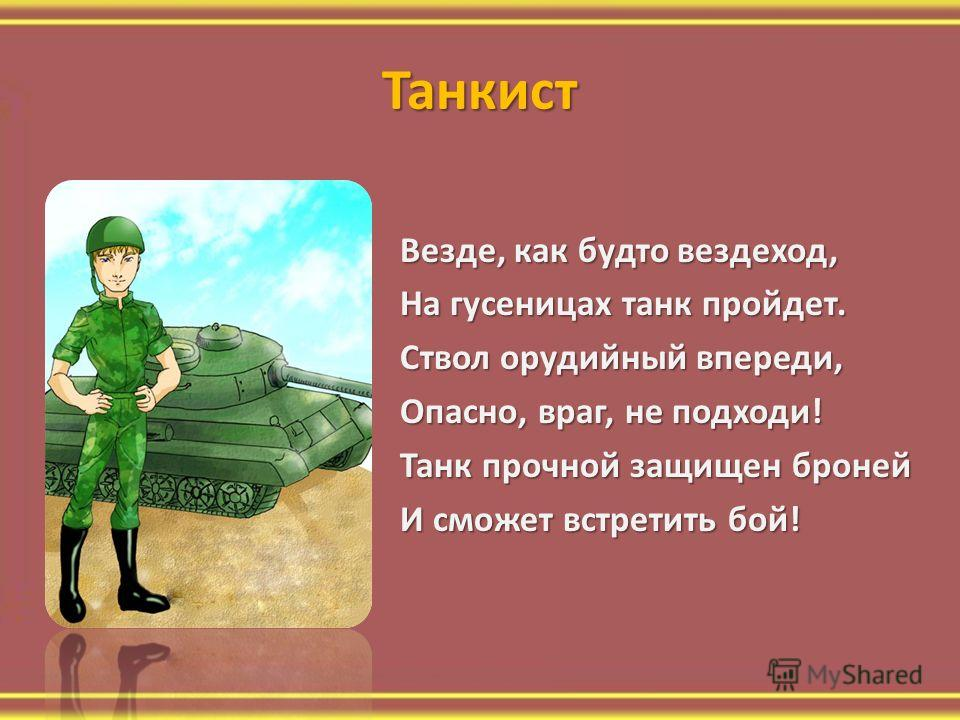 Танкист
Везде, как будто вездеход,
На гусеницах танк пройдет.
Ствол орудийный впереди,
Опасно, враг, не подходи!
Танк прочной защищен броней
И сможет встретить бой!
MyShared